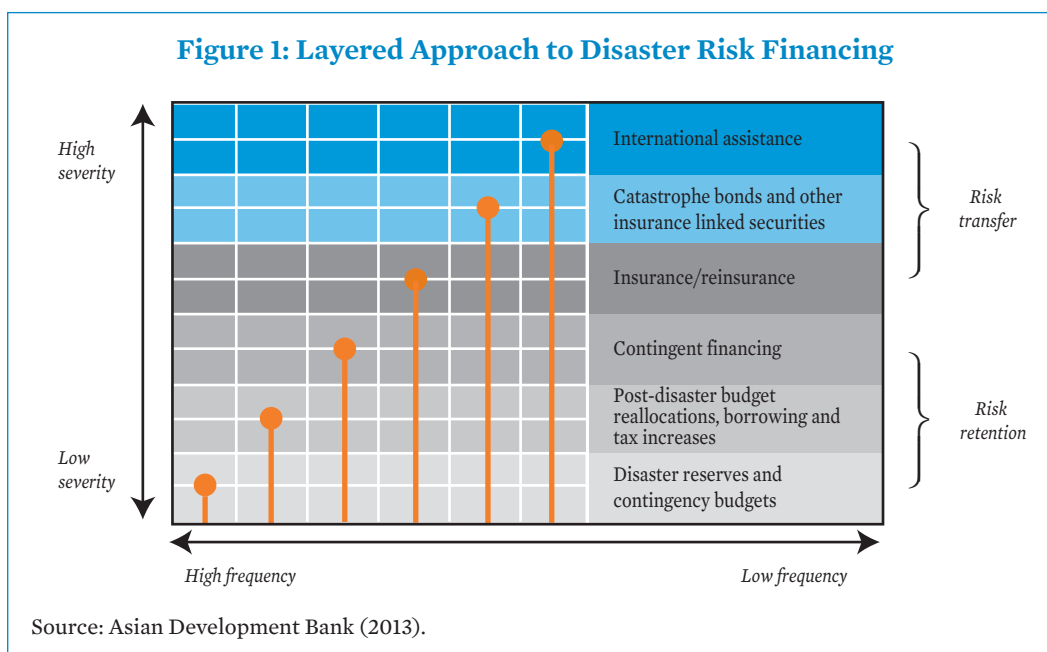 Figure 1: Layered Approach to Disaster Risk Financing
High
severity
International assistance
Catastrophe bonds and other
insurance linked securities
Risk
transfer
Insurance/reinsurance
Contingent financing
Post-disaster budget
reallocations, borrowing and
tax increases
Risk
retention
Low
severity
Disaster reserves and
contingency budgets
High frequency
Low frequency
Source: Asian Development Bank (2013).